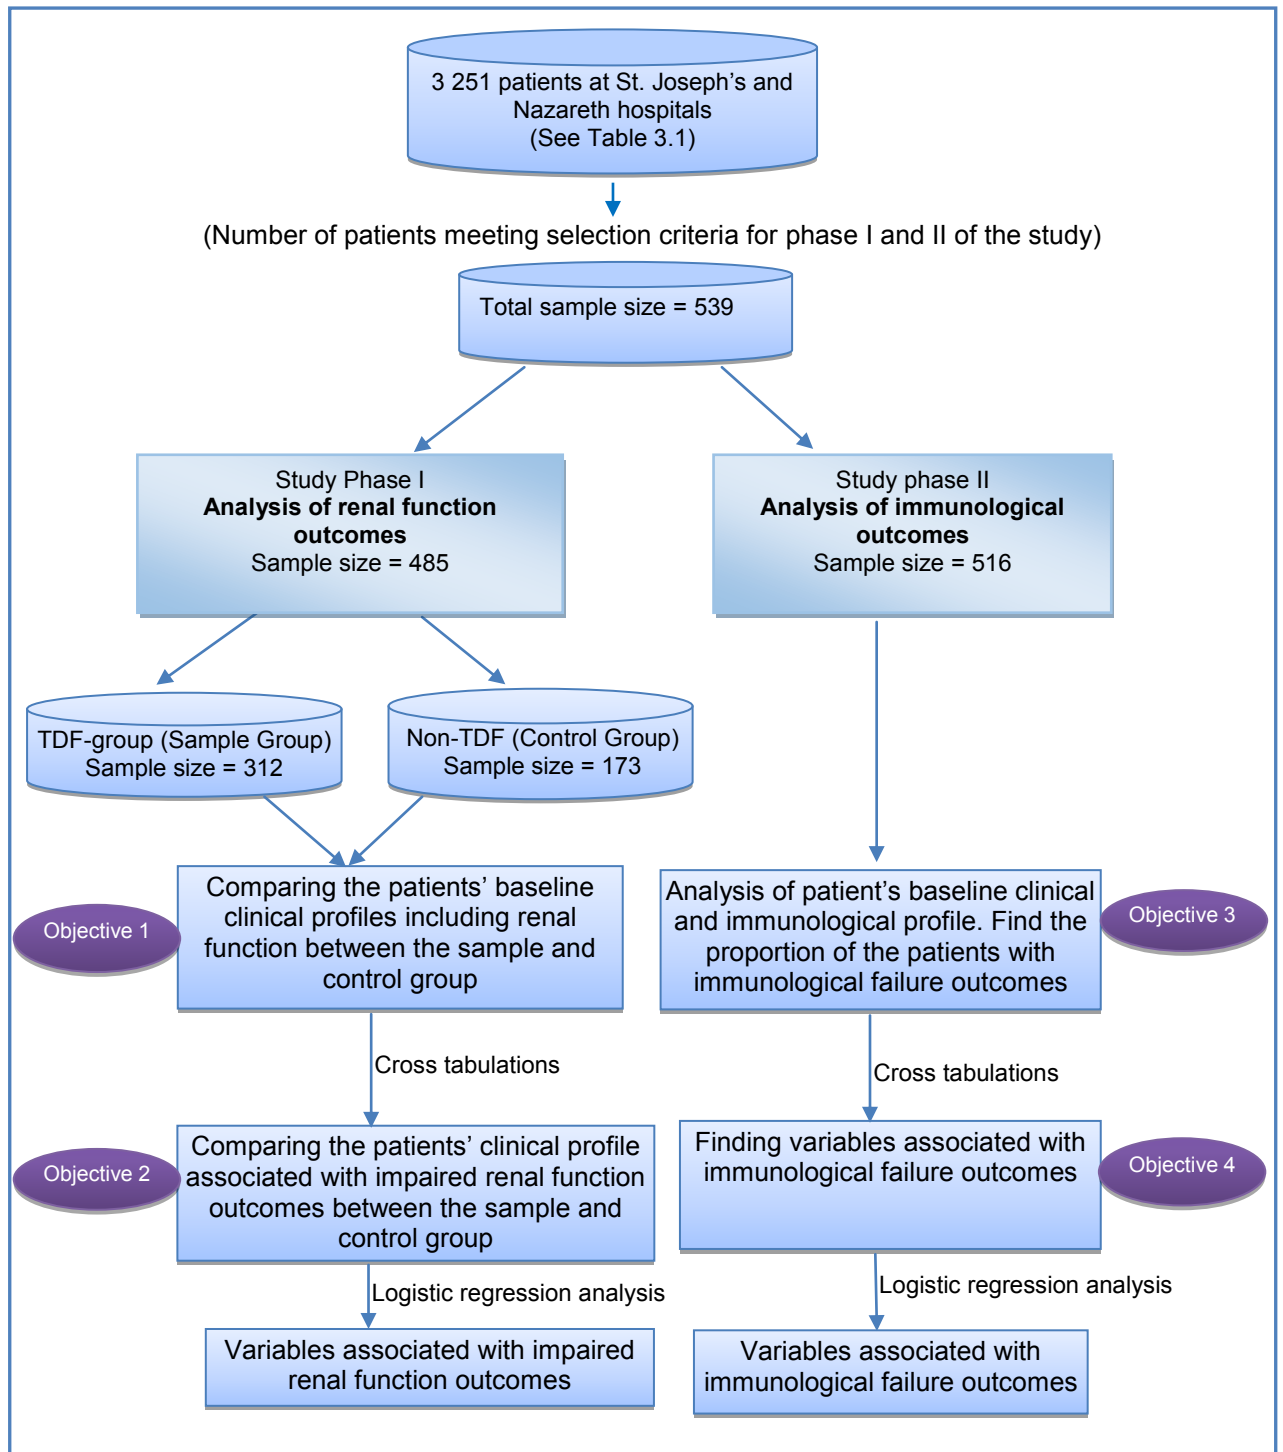 3 251 patients at St. Joseph’s and
Nazareth hospitals
(See Table 3.1)
(Number of patients meeting selection criteria for phase I and II of the study)
Total sample size = 539
Study Phase I
Analysis of renal function
outcomes
Sample size = 485
Study phase II
Analysis of immunological
outcomes
Sample size = 516
TDF-group (Sample Group)
Sample size = 312
Non-TDF (Control Group)
Sample size = 173
Objective 1
Comparing the patients’ baseline
clinical profiles including renal
function between the sample and
control group
Analysis of patient’s baseline clinical
and immunological profile. Find the
proportion of the patients with
immunological failure outcomes
Objective 3
Cross tabulations
Cross tabulations
Objective 2
Comparing the patients’ clinical profile
associated with impaired renal function
outcomes between the sample and
control group
Finding variables associated with
immunological failure outcomes
Objective 4
Logistic regression analysis
Logistic regression analysis
Variables associated with impaired
renal function outcomes
Variables associated with
immunological failure outcomes